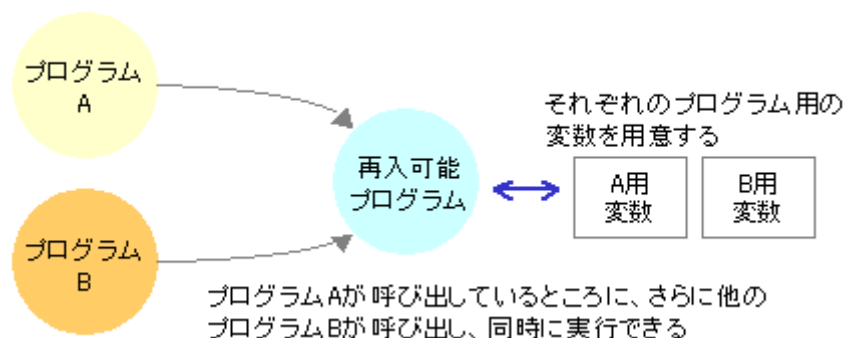 プログラム
A
プログラム
B
再入可能
プログラム
それぞれのプログラム用の
変数を用意する
A用
変数
B用
変数
プログラムAが呼び出しているところに、さらに他の
プログラムBが呼び出し、同時に実行できる